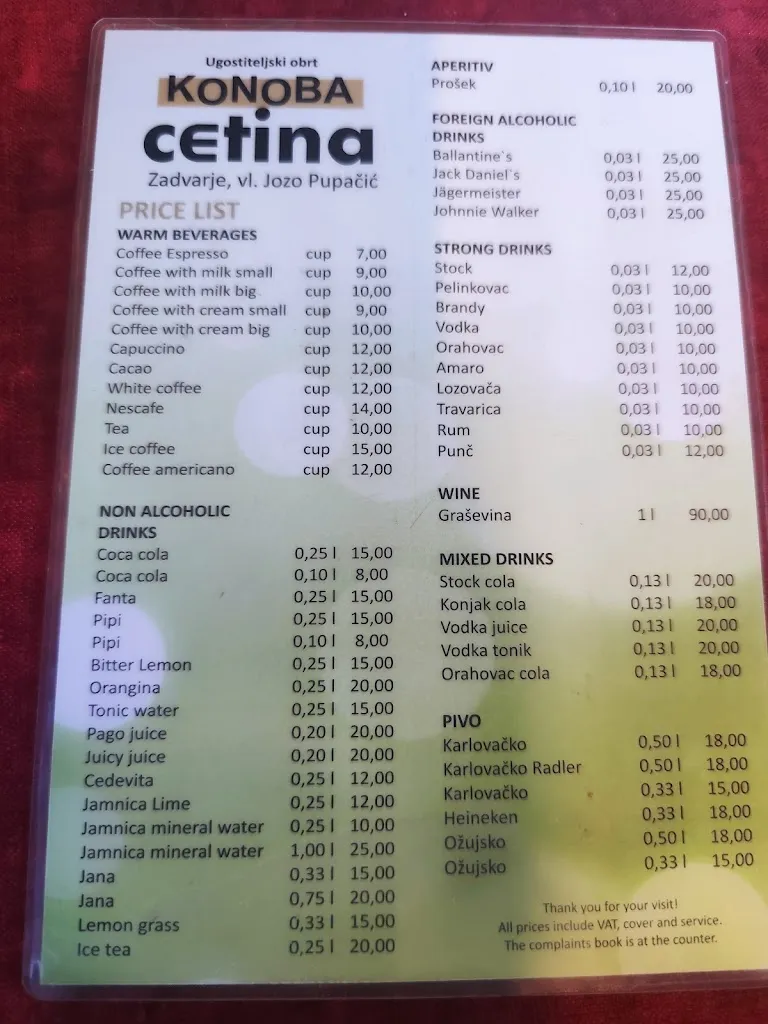 Ugostiteljski obrt
KONOBA
cetina
Zadvarje, vl. Jozo Pupačić
PRICE LIST
WARM BEVERAGES
Coffee Espresso cup 7,00
Coffee with milk small cup 9,00
Coffee with milk big cup 10,00
Coffee with cream small cup 9,00
Coffee with cream big cup 10,00
Capuccino cup 12,00
Cacao cup 12,00
White coffee cup 12,00
Nescafe cup 14,00
Tea cup 10,00
Ice coffee cup 15,00
Coffee americano cup 12,00
NON ALCOHOLIC
DRINKS
Coca cola 0,25 l 15,00
Coca cola 0,10 l 8,00
Fanta 0,25 l 15,00
Pipi 0,25 l 15,00
Pipi 0,10 l 8,00
Bitter Lemon 0,25 l 15,00
Orangina 0,25 l 20,00
Tonic water 0,25 l 15,00
Pago juice 0,20 l 20,00
Juicy juice 0,20 l 20,00
Cedevita 0,25 l 12,00
Jamnica Lime 0,25 l 12,00
Jamnica mineral water 0,25 l 10,00
Jamnica mineral water 1,00 l 25,00
Jana 0,33 l 15,00
Jana 0,75 l 20,00
Lemon grass 0,33 l 15,00
Ice tea 0,25 l 20,00
APERITIV
Prošek 0,10 l 20,00
FOREIGN ALCOHOLIC
DRINKS
Ballantine`s 0,03 l 25,00
Jack Daniel`s 0,03 l 25,00
Jägermeister 0,03 l 25,00
Johnnie Walker 0,03 l 25,00
STRONG DRINKS
Stock 0,03 l 12,00
Pelinkovac 0,03 l 10,00
Brandy 0,03 l 10,00
Vodka 0,03 l 10,00
Orahovac 0,03 l 10,00
Amaro 0,03 l 10,00
Lozovača 0,03 l 10,00
Travarica 0,03 l 10,00
Rum 0,03 l 10,00
Punč 0,03 l 12,00
WINE
Graševina 1 l 90,00
MIXED DRINKS
Stock cola 0,13 l 20,00
Konjak cola 0,13 l 18,00
Vodka juice 0,13 l 20,00
Vodka tonik 0,13 l 20,00
Orahovac cola 0,13 l 18,00
PIVO
Karlovačko 0,50 l 18,00
Karlovačko Radler 0,50 l 18,00
Karlovačko 0,33 l 15,00
Heineken 0,33 l 18,00
Ožujsko 0,50 l 18,00
Ožujsko 0,33 l 15,00
Thank you for your visit!
All prices include VAT, cover and service.
The complaints book is at the counter.